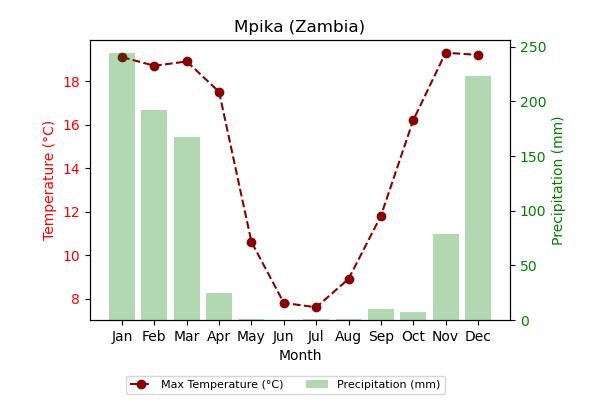 Mpika (Zambia)
Temperature (°C)
18
16
14
12
10
8
250
200
150
100
50
0
Precipitation (mm)
Jan Feb Mar Apr May Jun Jul Aug Sep Oct Nov Dec
Month
Max Temperature (°C) Precipitation (mm)